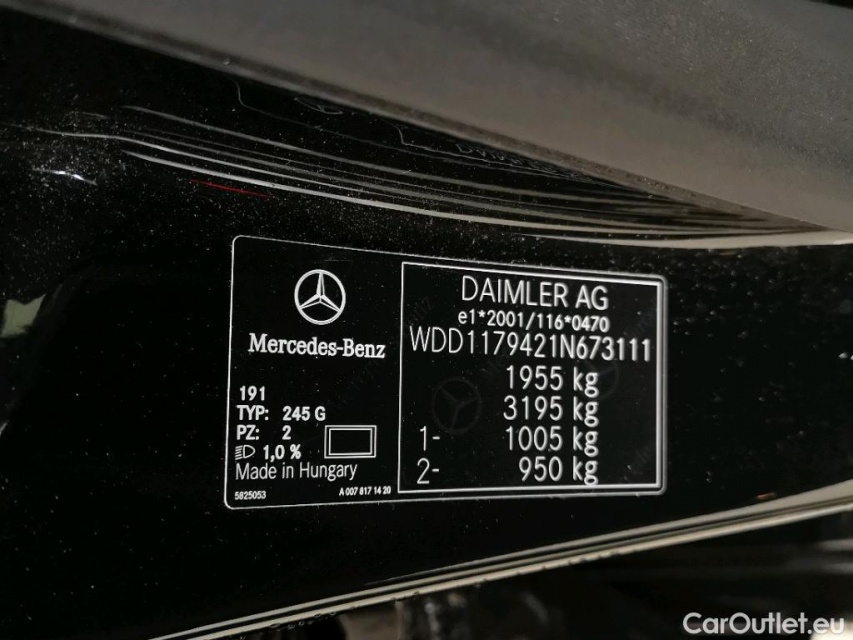 Mercedes-Benz
191
TYP: 245 G
PZ: 2
1,0 %
Made in Hungary
5825053
A 007 817 14 20
DAIMLER AG
e1*2001/116*0470
WDD1179421N673111
1955 kg
3195 kg
1- 1005 kg
2- 950 kg
CarOutlet.eu